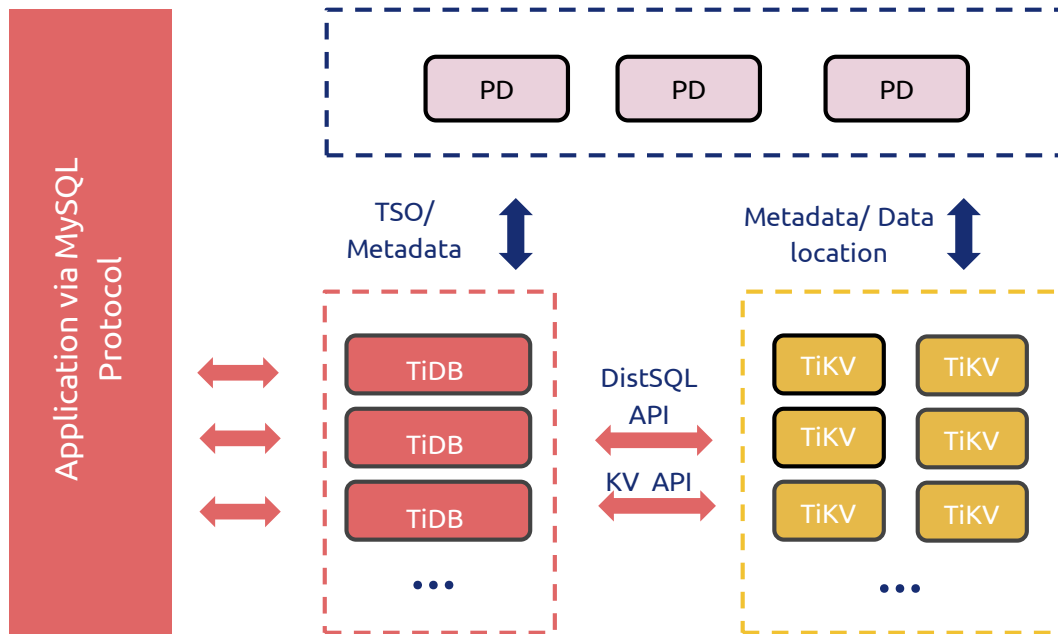 Application via MySQL
Protocol
PD
PD
PD
TSO/
Metadata
Metadata/ Data
location
TiDB
TiDB
TiDB
...
DistSQL
API
KV API
TiKV
TiKV
TiKV
TiKV
TiKV
TiKV
...